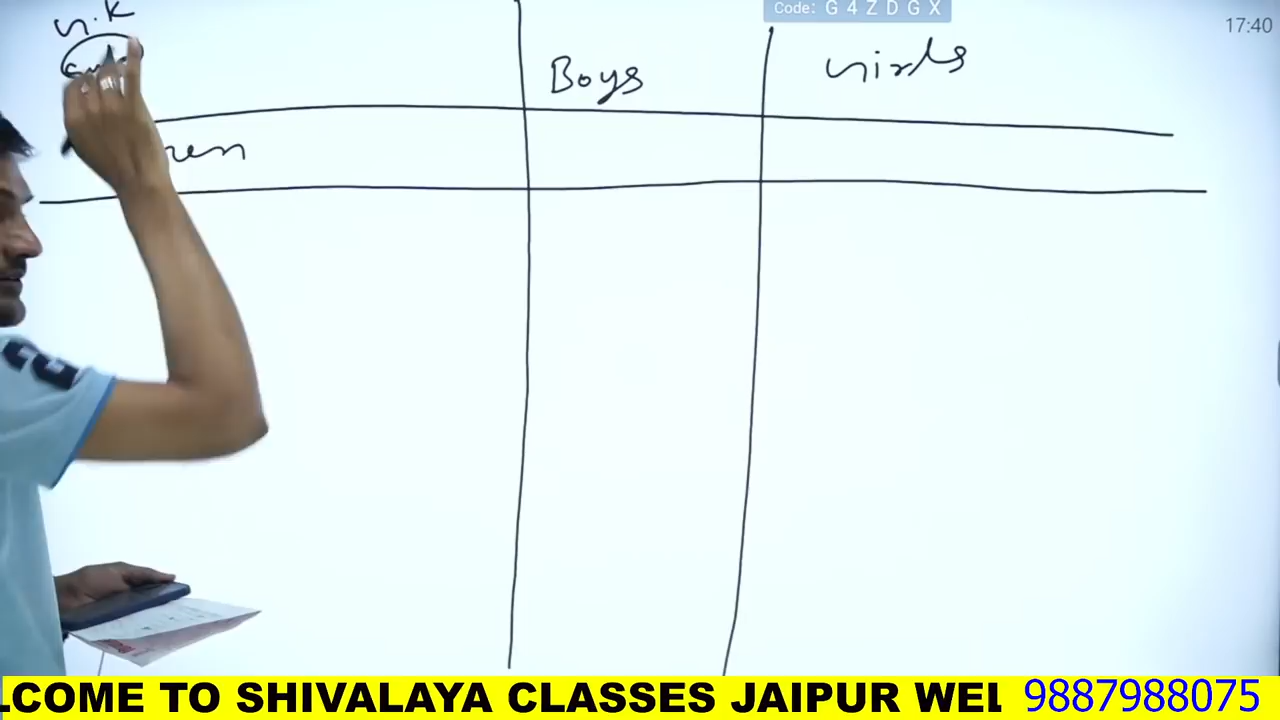 Code: G 4 Z D G X
17:40
G.K
Boys
Girls
LCOME TO SHIVALAYA CLASSES JAIPUR WEL
9887988075